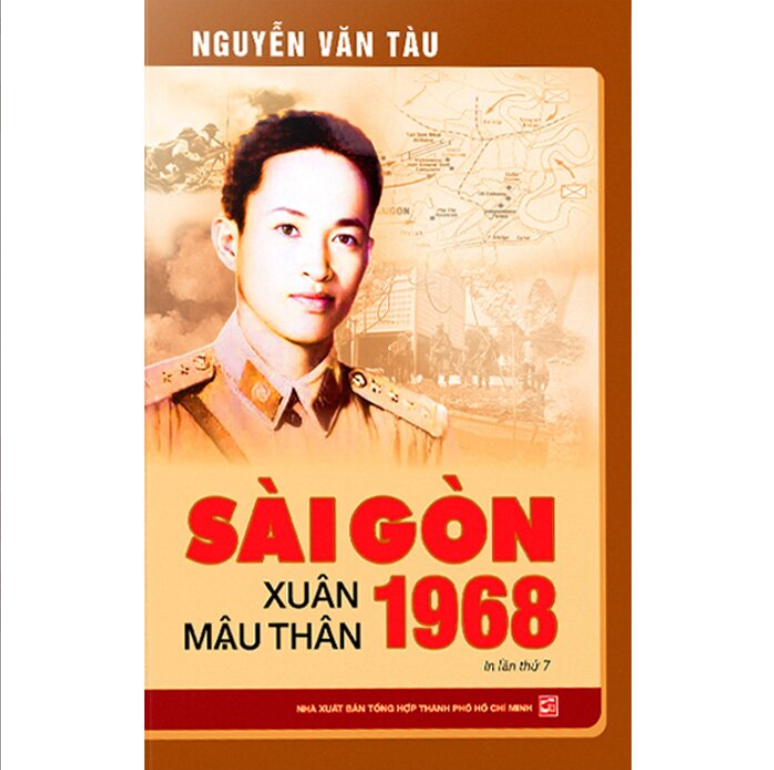 NGUYỄN VĂN TÀU
SÀI GÒN
XUÂN
MẬU THÂN
1968
In lần thứ 7
NHÀ XUẤT BẢN TỔNG HỢP THÀNH PHỐ HỒ CHÍ MINH